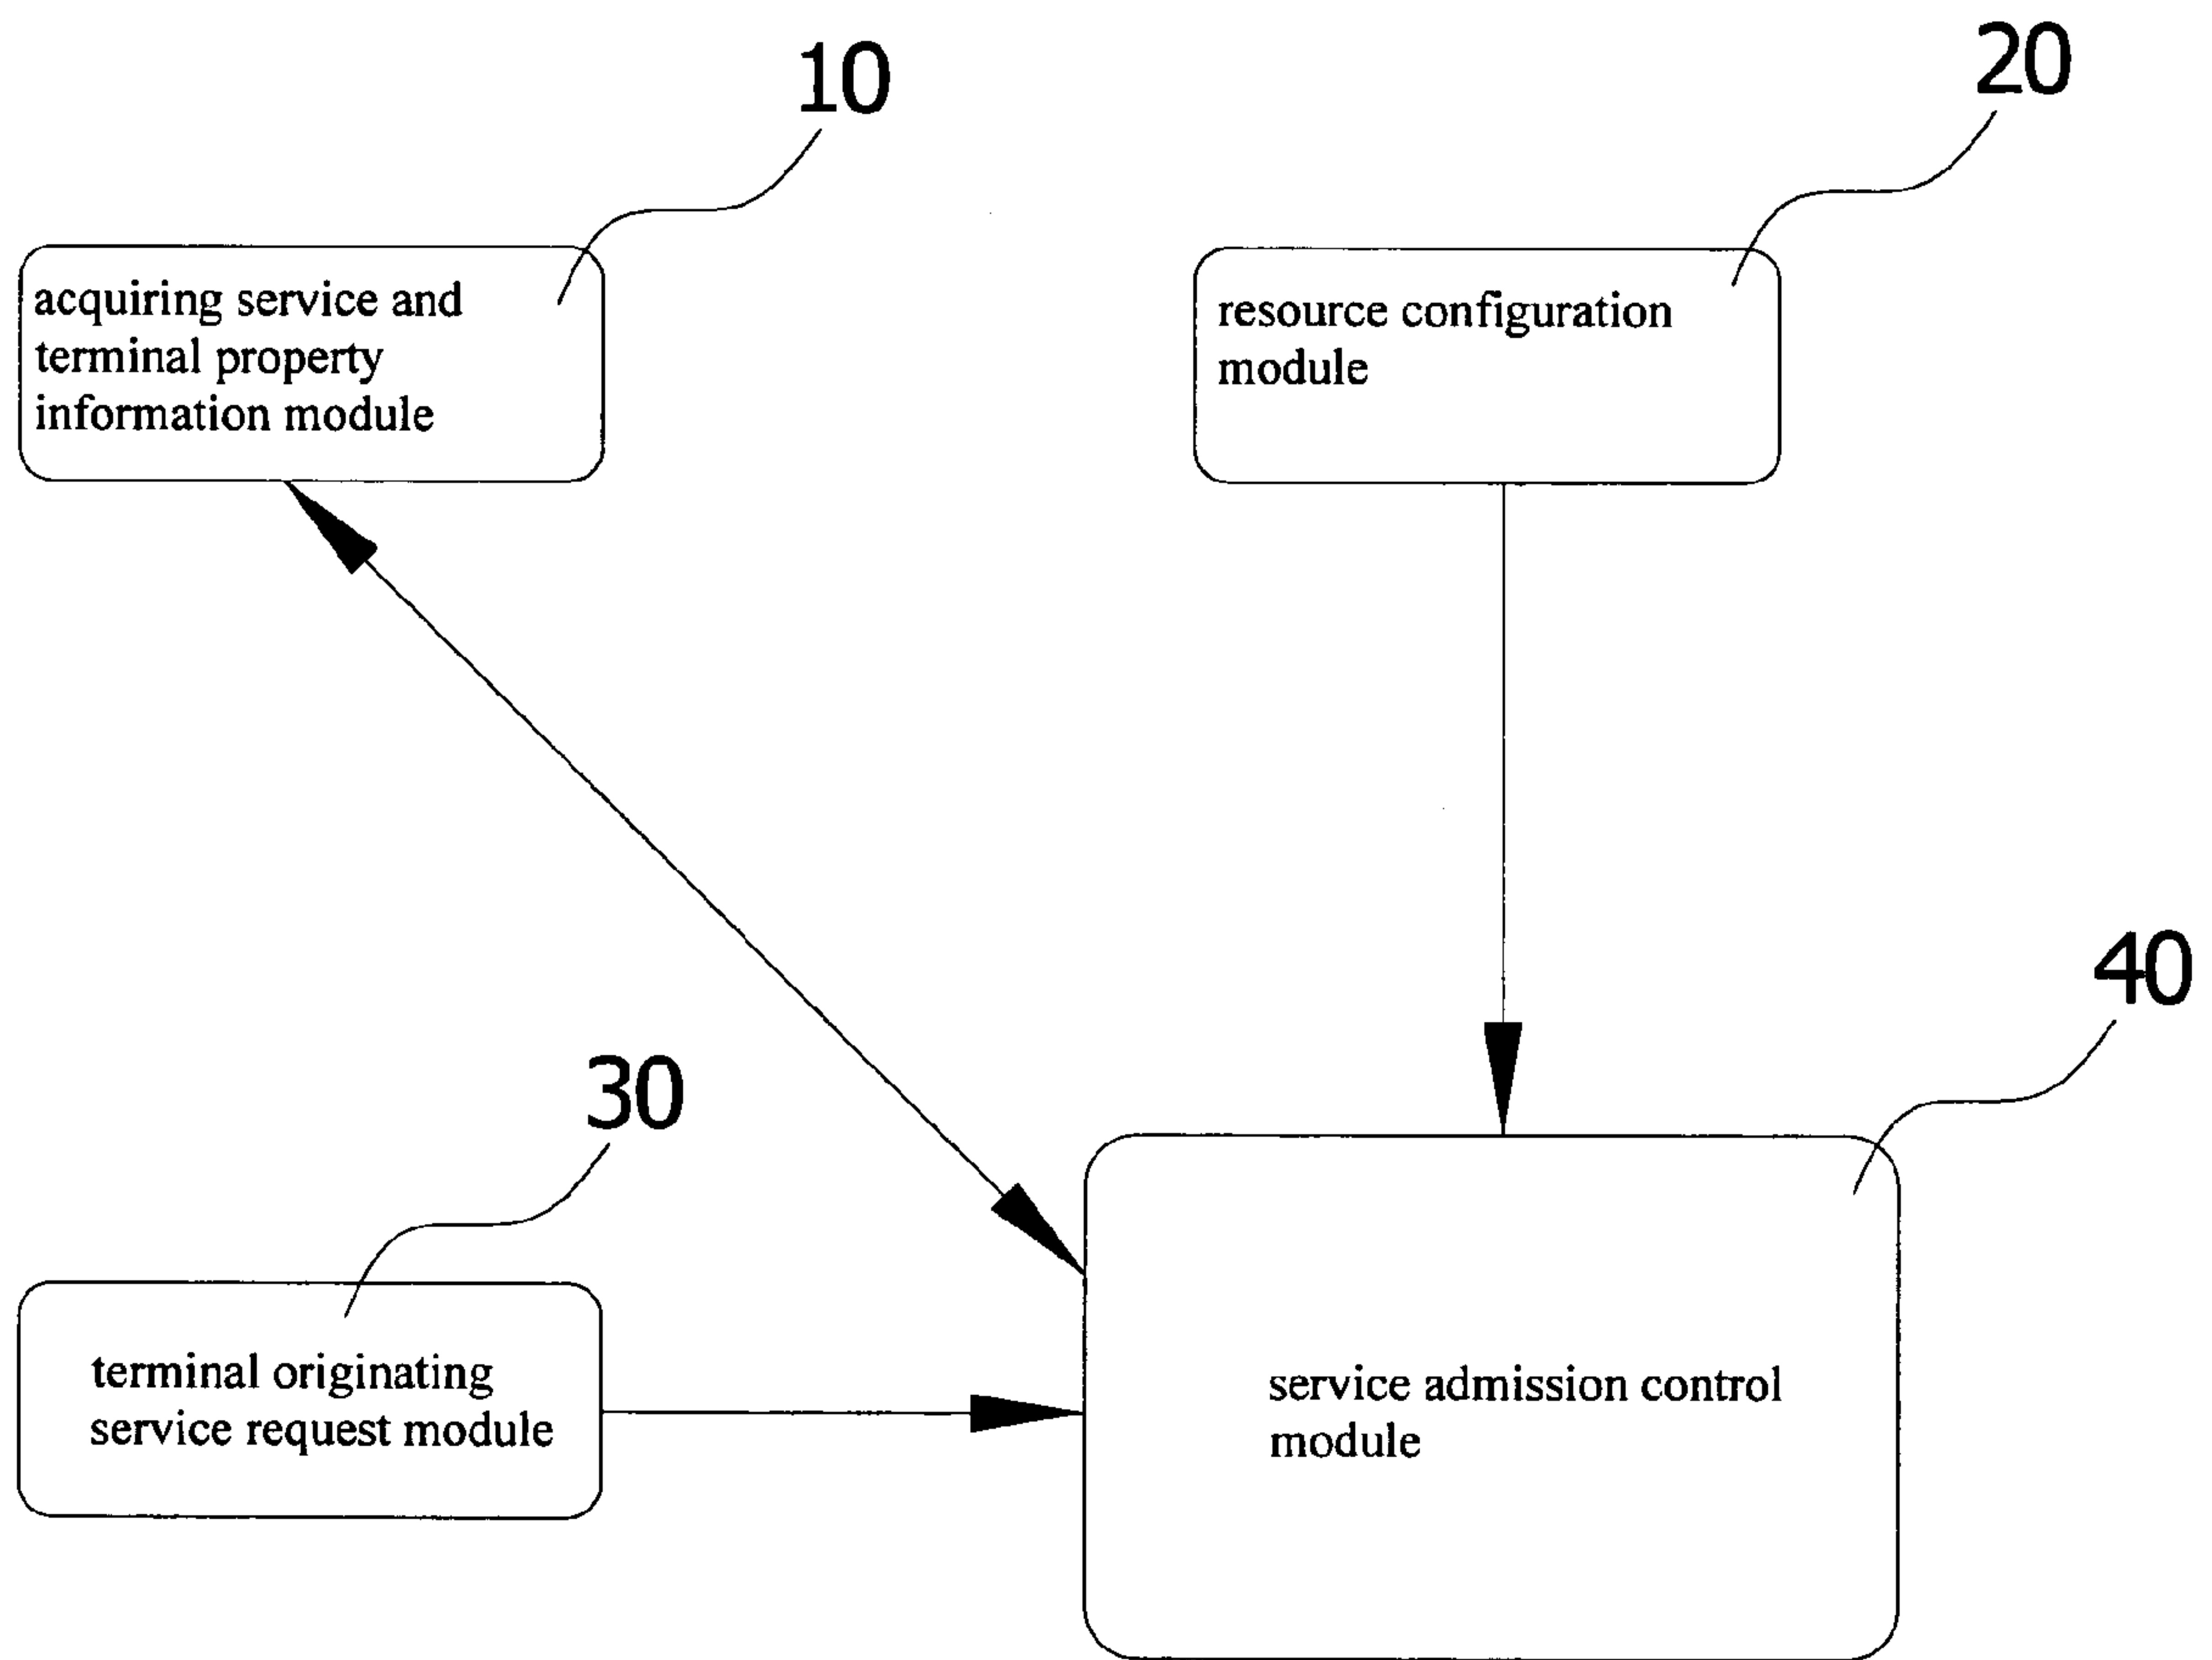 10
20
acquiring service and
terminal property
information module
resource configuration
module
40
30
terminal originating
service request module
service admission control
module